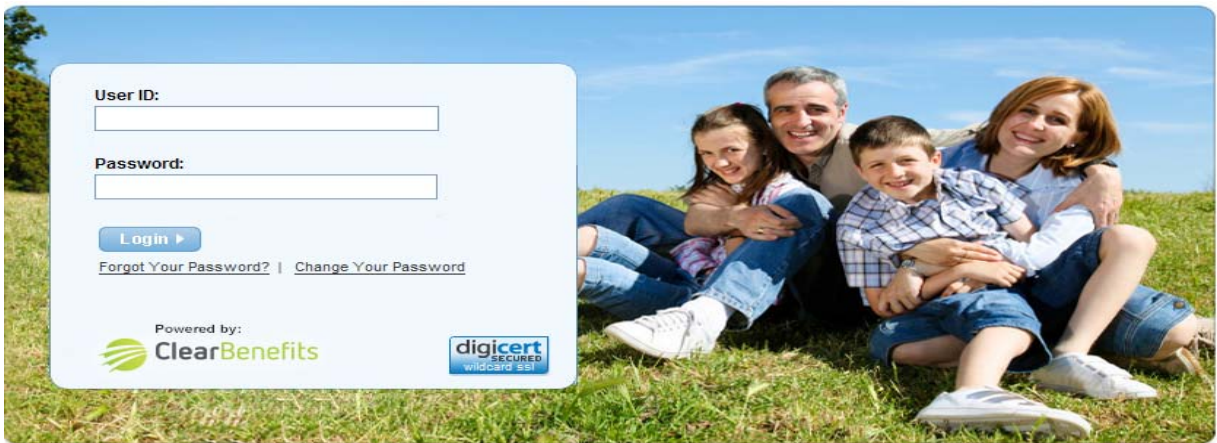 User ID:
Password:
Login
Forgot Your Password? | Change Your Password
Powered by:
ClearBenefits
digicert
SECURED
wildcard ssl